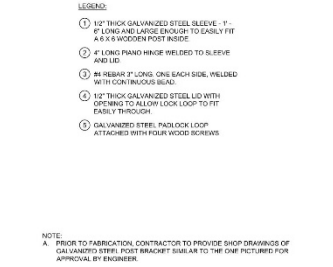 LEGEND:
1 1/2" THICK GALVANIZED STEEL SLEEVE - 1' -
6" LONG AND LARGE ENOUGH TO EASILY FIT
A 6 X 6 WOODEN POST INSIDE.
2 4" LONG PIANO HINGE WELDED TO SLEEVE
AND LID.
3 #4 REBAR 3" LONG. ONE EACH SIDE, WELDED
WITH CONTINUOUS BEAD.
4 1/2" THICK GALVANIZED STEEL LID WITH
OPENING TO ALLOW LOCK LOOP TO FIT
EASILY THROUGH.
5 GALVANIZED STEEL PADLOCK LOOP
ATTACHED WITH FOUR WOOD SCREWS
NOTE:
A. PRIOR TO FABRICATION, CONTRACTOR TO PROVIDE SHOP DRAWINGS OF
GALVANIZED STEEL POST BRACKET SIMILAR TO THE ONE PICTURED FOR
APPROVAL BY ENGINEER.